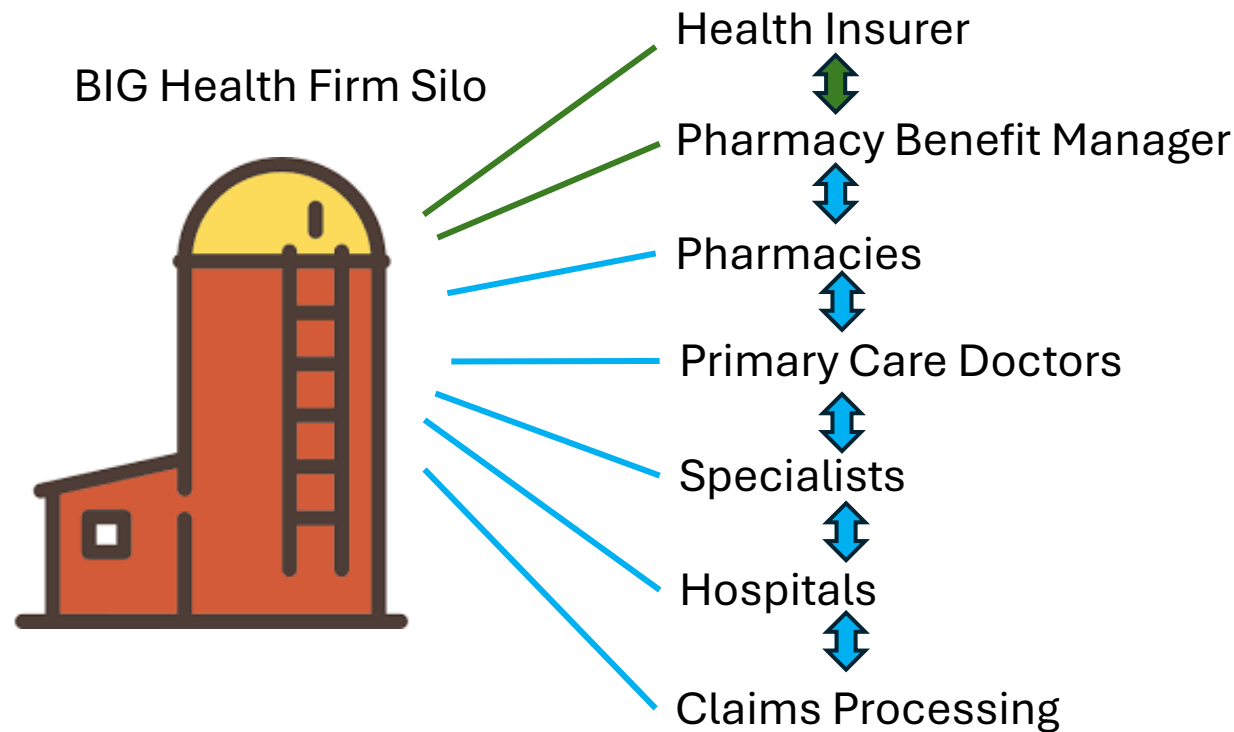 BIG Health Firm Silo
Health Insurer
Pharmacy Benefit Manager
Pharmacies
Primary Care Doctors
Specialists
Hospitals
Claims Processing